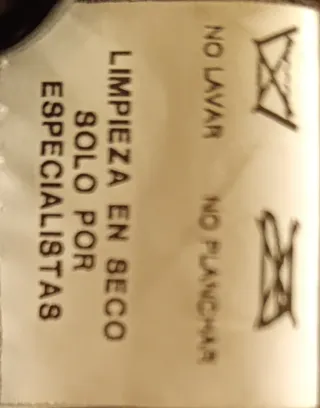 NO LAVAR
NO PLANCHAR
LIMPIEZA EN SECO
SOLO POR
ESPECIALISTAS